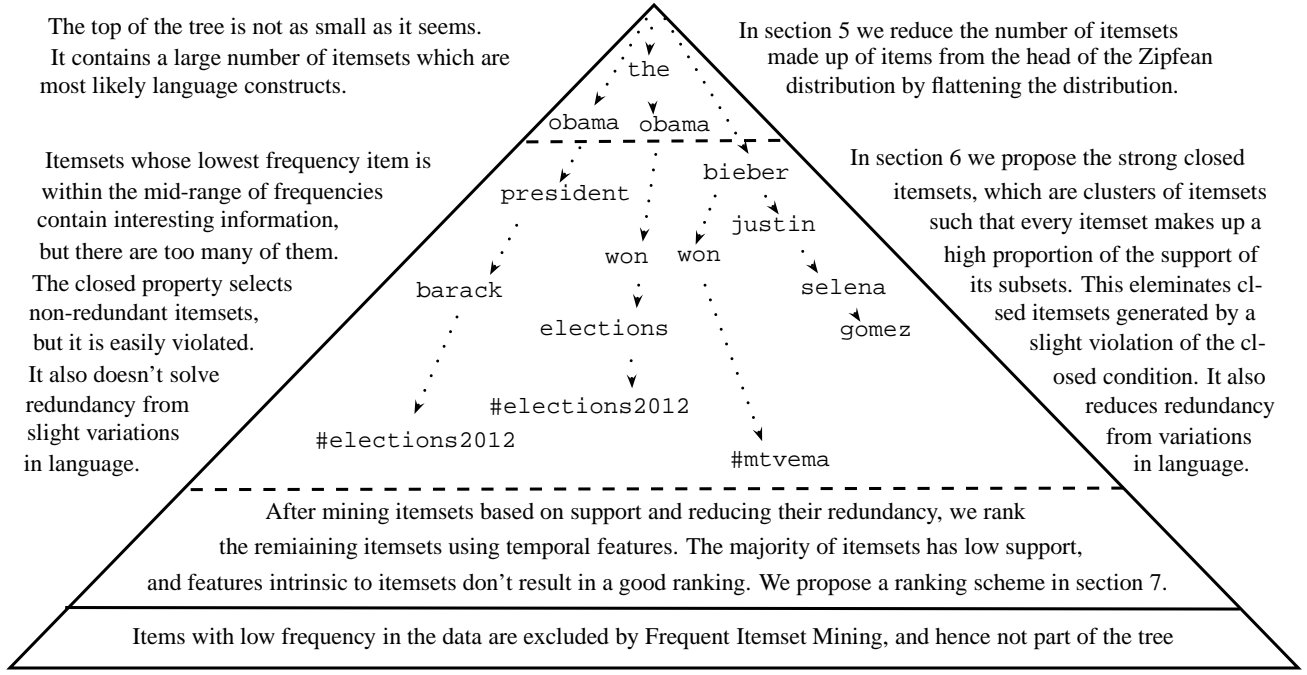 The top of the tree is not as small as it seems.
It contains a large number of itemsets which are
most likely language constructs.
In section 5 we reduce the number of itemsets
made up of items from the head of the Zipfean
distribution by flattening the distribution.
the
obama
obama
Itemsets whose lowest frequency item is
within the mid-range of frequencies
contain interesting information,
but there are too many of them.
The closed property selects
non-redundant itemsets,
but it is easily violated.
It also doesn't solve
redundancy from
slight variations
in language.
bieber
president
justin
won
won
barack
selena
elections
gomez
#elections2012
#elections2012
#mtvema
In section 6 we propose the strong closed
itemsets, which are clusters of itemsets
such that every itemset makes up a
high proportion of the support of
its subsets. This eleminates cl-
sed itemsets generated by a
slight violation of the cl-
osed condition. It also
reduces redundancy
from variations
in language.
After mining itemsets based on support and reducing their redundancy, we rank
the remiaining itemsets using temporal features. The majority of itemsets has low support,
and features intrinsic to itemsets don't result in a good ranking. We propose a ranking scheme in section 7.
Items with low frequency in the data are excluded by Frequent Itemset Mining, and hence not part of the tree